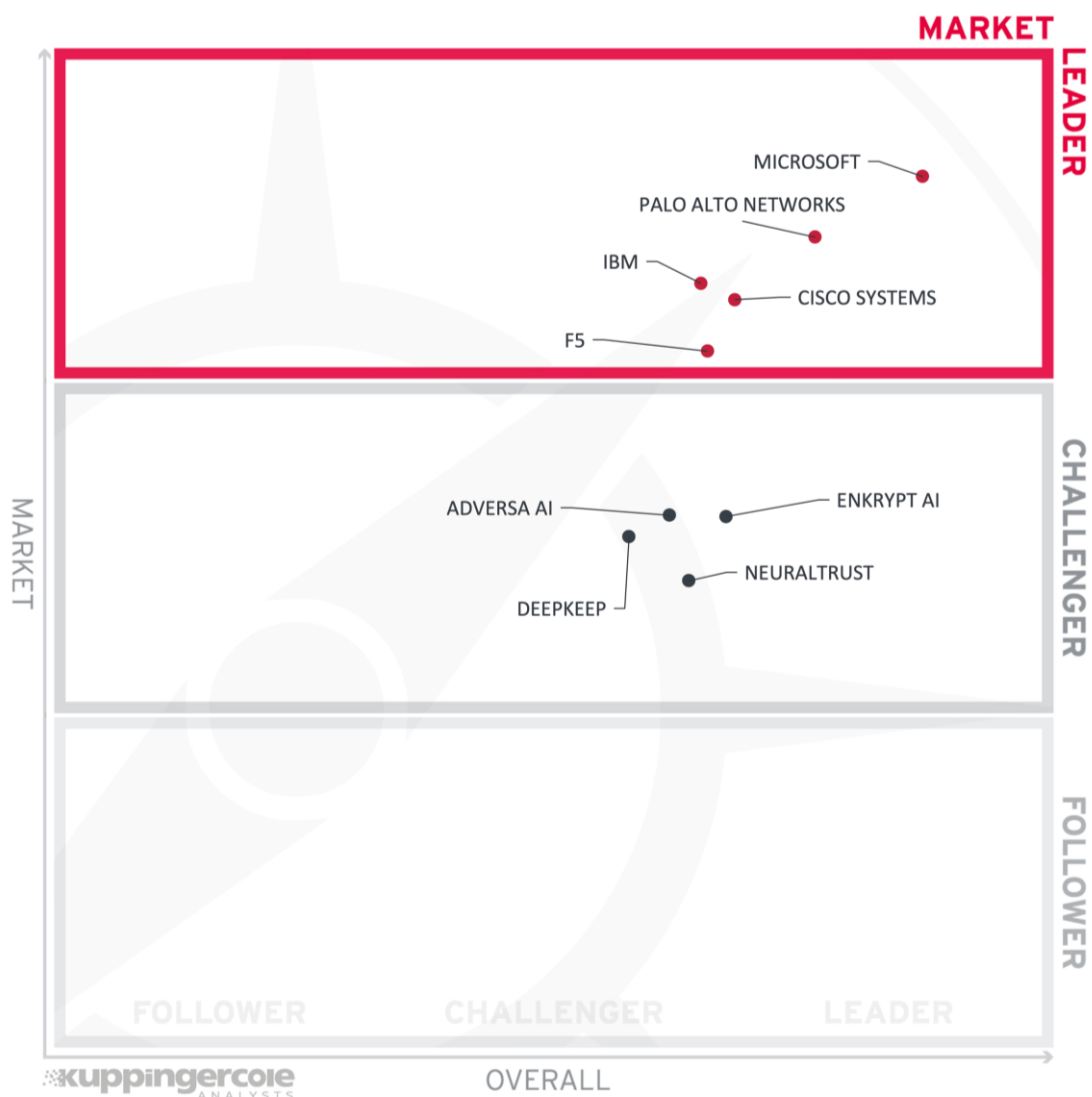 MARKET
LEADER
MICROSOFT
PALO ALTO NETWORKS
IBM
CISCO SYSTEMS
F5
CHALLENGER
MARKET
ADVERSA AI
ENKRYPT AI
NEURALTRUST
DEEPKEEP
FOLLOWER
FOLLOWER
CHALLENGER
LEADER
kuppingercole
ANALYSTS
OVERALL